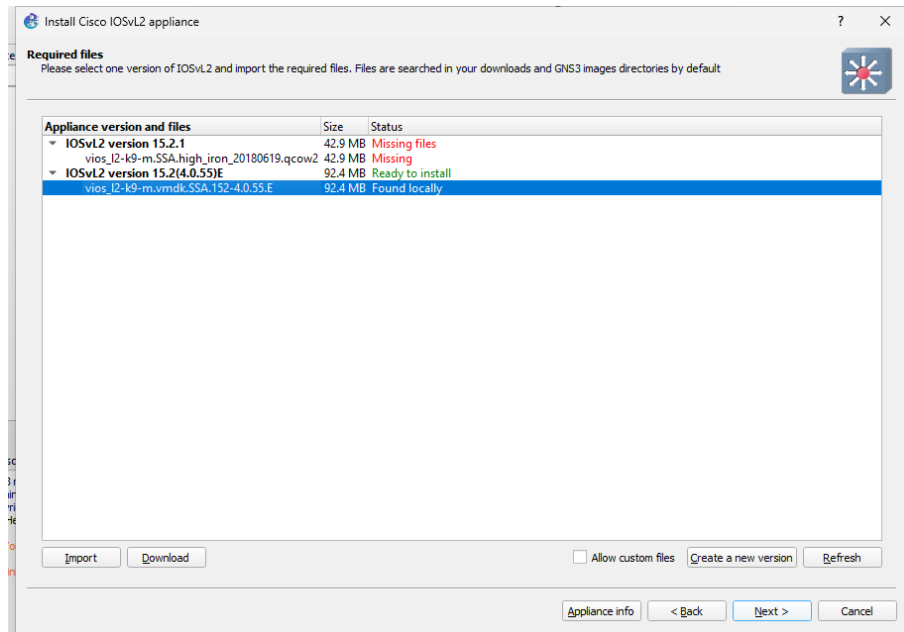 Install Cisco IOSvL2 appliance ? ×
Required files
Please select one version of IOSvL2 and import the required files. Files are searched in your downloads and GNS3 images directories by default
Appliance version and files Size Status
IOSvL2 version 15.2.1 42.9 MB Missing files
vios_l2-k9-m.SSA.high_iron_20180619.qcow2 42.9 MB Missing
IOSvL2 version 15.2(4.0.55)E 92.4 MB Ready to install
vios_l2-k9-m.vmdk.SSA.152-4.0.55.E 92.4 MB Found locally
Import Download Allow custom files Create a new version Refresh
Appliance info < Back Next > Cancel